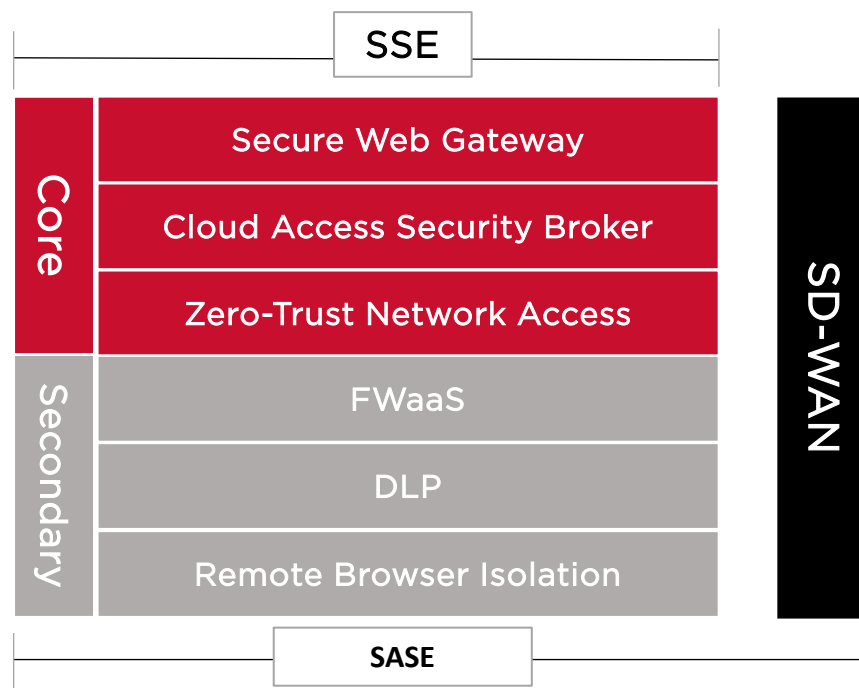 SSE
Core
Secure Web Gateway
Cloud Access Security Broker
Zero-Trust Network Access
Secondary
FWaaS
DLP
Remote Browser Isolation
SD-WAN
SASE